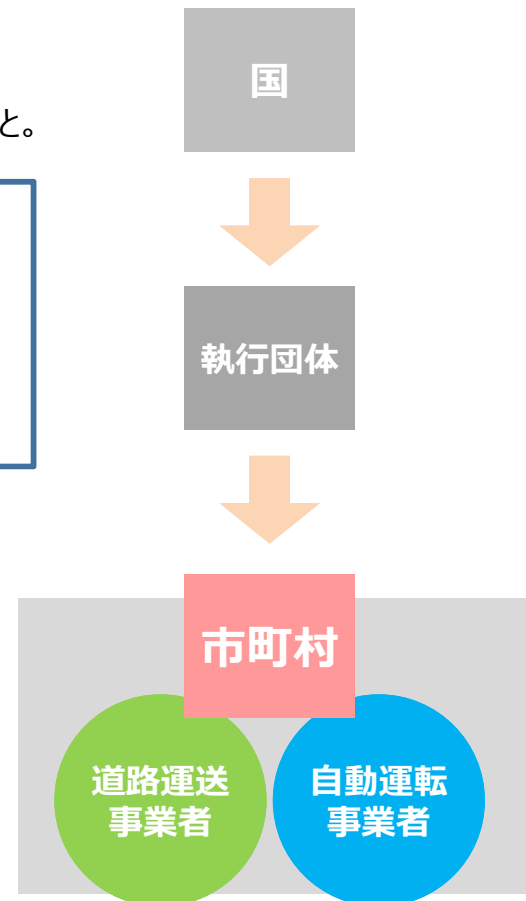 と。
国
執行団体
市町村
道路運送
事業者
自動運転
事業者